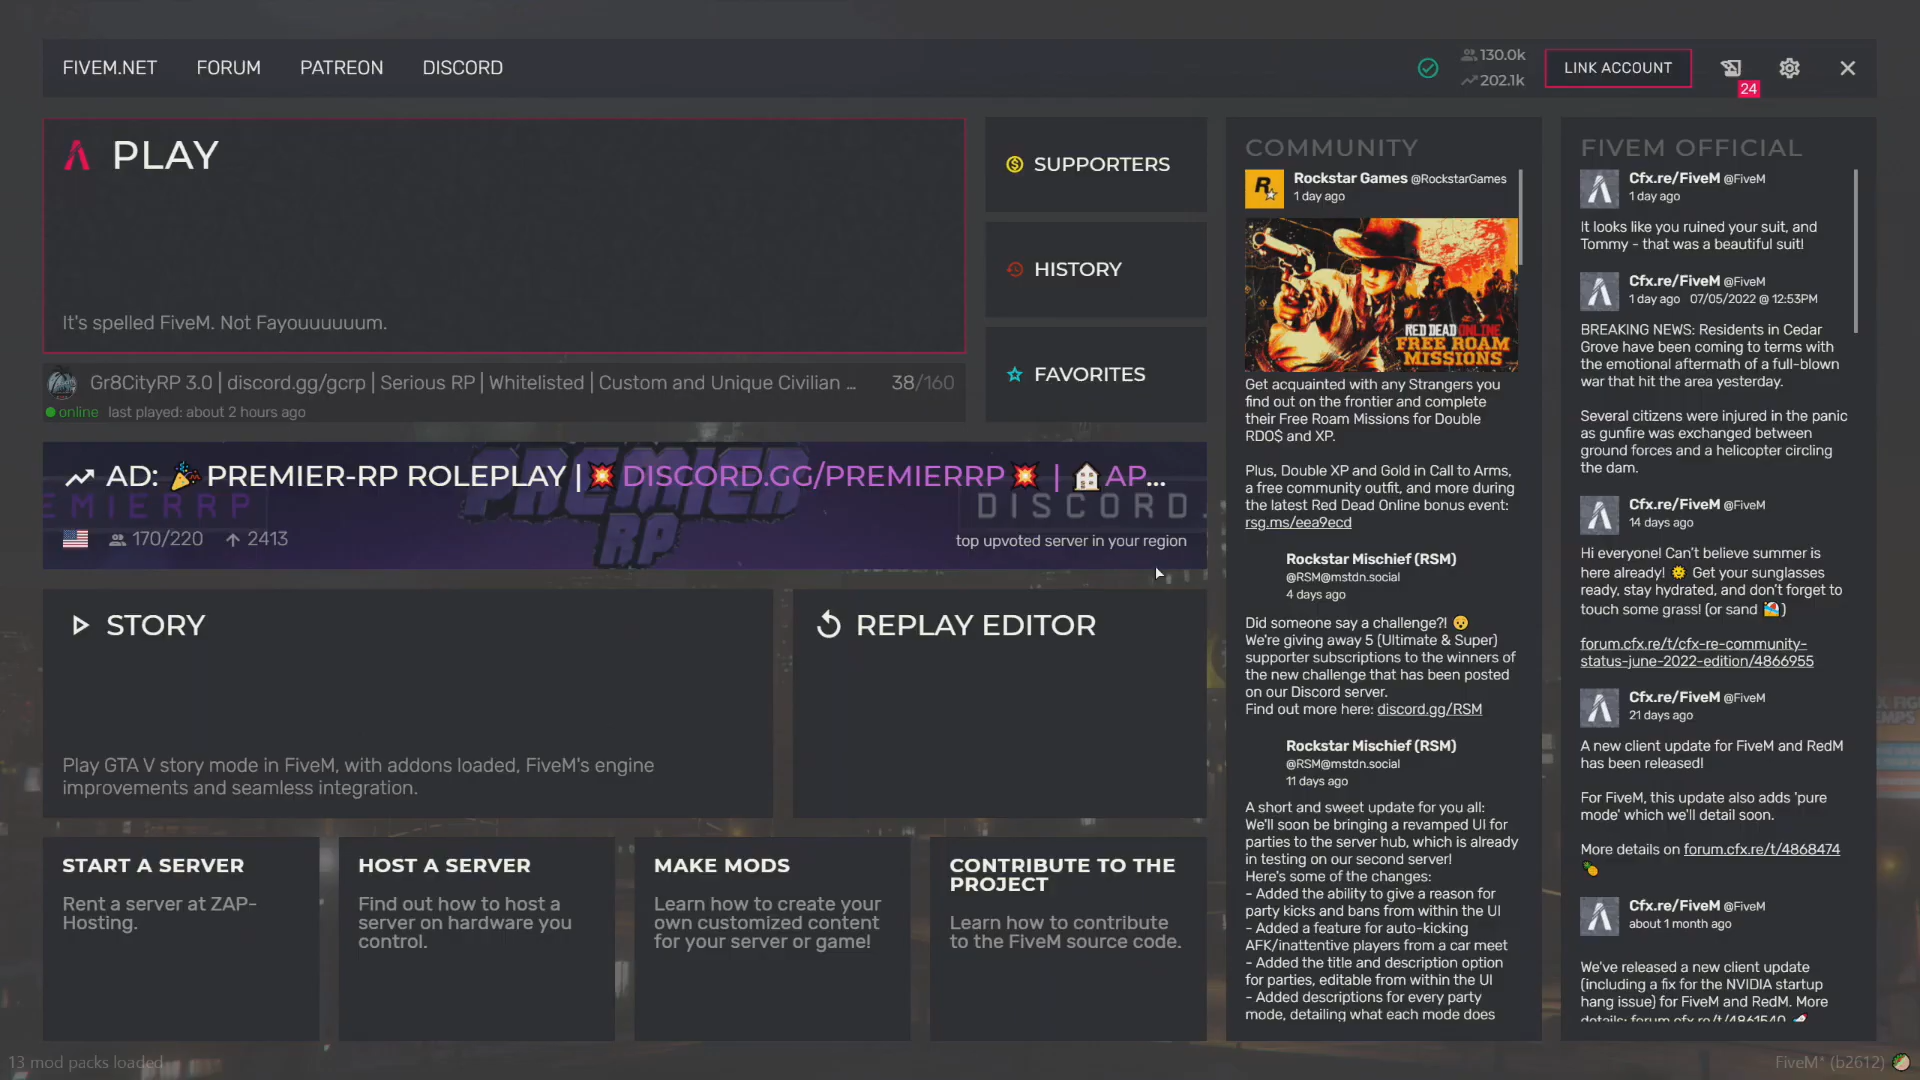 FIVEM.NET FORUM PATREON DISCORD
130.0k
202.1k
LINK ACCOUNT
24
PLAY
It's spelled FiveM. Not Fayouuuuuum.
Gr8CityRP 3.0 | discord.gg/gcrp | Serious RP | Whitelisted | Custom and Unique Civilian ... 38/160
online last played: about 2 hours ago
SUPPORTERS
HISTORY
FAVORITES
AD: 🎉PREMIER-RP ROLEPLAY |💥DISCORD.GG/PREMIERRP💥 | 🏠AP...
EMIERRP
PREMIER
RP
DISCORD.
170/220 2413
top upvoted server in your region
STORY
Play GTA V story mode in FiveM, with addons loaded, FiveM's engine
improvements and seamless integration.
REPLAY EDITOR
START A SERVER
Rent a server at ZAP-
Hosting.
HOST A SERVER
Find out how to host a
server on hardware you
control.
MAKE MODS
Learn how to create your
own customized content
for your server or game!
CONTRIBUTE TO THE
PROJECT
Learn how to contribute
to the FiveM source code.
COMMUNITY
Rockstar Games @RockstarGames
1 day ago
RED DEAD ONLINE
FREE ROAM
MISSIONS
Get acquainted with any Strangers you
find out on the frontier and complete
their Free Roam Missions for Double
RDO$ and XP.
Plus, Double XP and Gold in Call to Arms,
a free community outfit, and more during
the latest Red Dead Online bonus event:
rsg.ms/eea9ecd
Rockstar Mischief (RSM)
@RSM@mstdn.social
4 days ago
Did someone say a challenge?! 😯
We're giving away 5 (Ultimate & Super)
supporter subscriptions to the winners of
the new challenge that has been posted
on our Discord server.
Find out more here: discord.gg/RSM
Rockstar Mischief (RSM)
@RSM@mstdn.social
11 days ago
A short and sweet update for you all:
We'll soon be bringing a revamped UI for
parties to the server hub, which is already
in testing on our second server!
Here's some of the changes:
- Added the ability to give a reason for
party kicks and bans from within the UI
- Added a feature for auto-kicking
AFK/inattentive players from a car meet
- Added the title and description option
for parties, editable from within the UI
- Added descriptions for every party
mode, detailing what each mode does
FIVEM OFFICIAL
Cfx.re/FiveM @FiveM
1 day ago
It looks like you ruined your suit, and
Tommy - that was a beautiful suit!
Cfx.re/FiveM @FiveM
1 day ago 07/05/2022 @ 12:53PM
BREAKING NEWS: Residents in Cedar
Grove have been coming to terms with
the emotional aftermath of a full-blown
war that hit the area yesterday.
Several citizens were injured in the panic
as gunfire was exchanged between
ground forces and a helicopter circling
the dam.
Cfx.re/FiveM @FiveM
14 days ago
Hi everyone! Can't believe summer is
here already! 🌞 Get your sunglasses
ready, stay hydrated, and don't forget to
touch some grass! (or sand 🏖)
forum.cfx.re/t/cfx-re-community-
status-june-2022-edition/4866955
Cfx.re/FiveM @FiveM
21 days ago
A new client update for FiveM and RedM
has been released!
For FiveM, this update also adds 'pure
mode' which we'll detail soon.
More details on forum.cfx.re/t/4868474
🍍
Cfx.re/FiveM @FiveM
about 1 month ago
We've released a new client update
(including a fix for the NVIDIA startup
hang issue) for FiveM and RedM. More
details: forum.cfx.re/t/4861540 🚀
13 mod packs loaded
FiveM* (b2612)